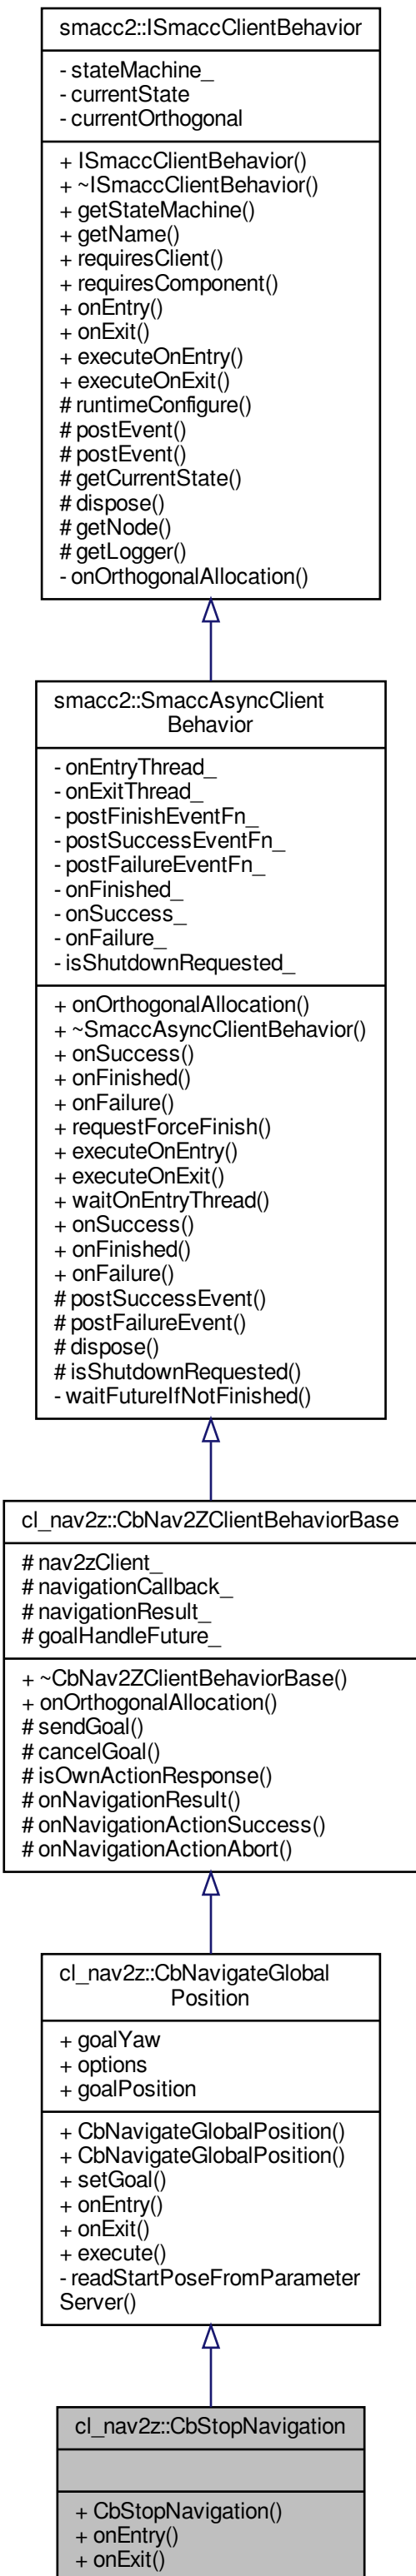 smacc2::ISmaccClientBehavior
- stateMachine_
- currentState
- currentOrthogonal
+ ISmaccClientBehavior()
+ ~ISmaccClientBehavior()
+ getStateMachine()
+ getName()
+ requiresClient()
+ requiresComponent()
+ onEntry()
+ onExit()
+ executeOnEntry()
+ executeOnExit()
# runtimeConfigure()
# postEvent()
# postEvent()
# getCurrentState()
# dispose()
# getNode()
# getLogger()
- onOrthogonalAllocation()
smacc2::SmaccAsyncClient
Behavior
- onEntryThread_
- onExitThread_
- postFinishEventFn_
- postSuccessEventFn_
- postFailureEventFn_
- onFinished_
- onSuccess_
- onFailure_
- isShutdownRequested_
+ onOrthogonalAllocation()
+ ~SmaccAsyncClientBehavior()
+ onSuccess()
+ onFinished()
+ onFailure()
+ requestForceFinish()
+ executeOnEntry()
+ executeOnExit()
+ waitOnEntryThread()
+ onSuccess()
+ onFinished()
+ onFailure()
# postSuccessEvent()
# postFailureEvent()
# dispose()
# isShutdownRequested()
- waitFutureIfNotFinished()
cl_nav2z::CbNav2ZClientBehaviorBase
# nav2zClient_
# navigationCallback_
# navigationResult_
# goalHandleFuture_
+ ~CbNav2ZClientBehaviorBase()
+ onOrthogonalAllocation()
# sendGoal()
# cancelGoal()
# isOwnActionResponse()
# onNavigationResult()
# onNavigationActionSuccess()
# onNavigationActionAbort()
cl_nav2z::CbNavigateGlobal
Position
+ goalYaw
+ options
+ goalPosition
+ CbNavigateGlobalPosition()
+ CbNavigateGlobalPosition()
+ setGoal()
+ onEntry()
+ onExit()
+ execute()
- readStartPoseFromParameter
Server()
cl_nav2z::CbStopNavigation
+ CbStopNavigation()
+ onEntry()
+ onExit()